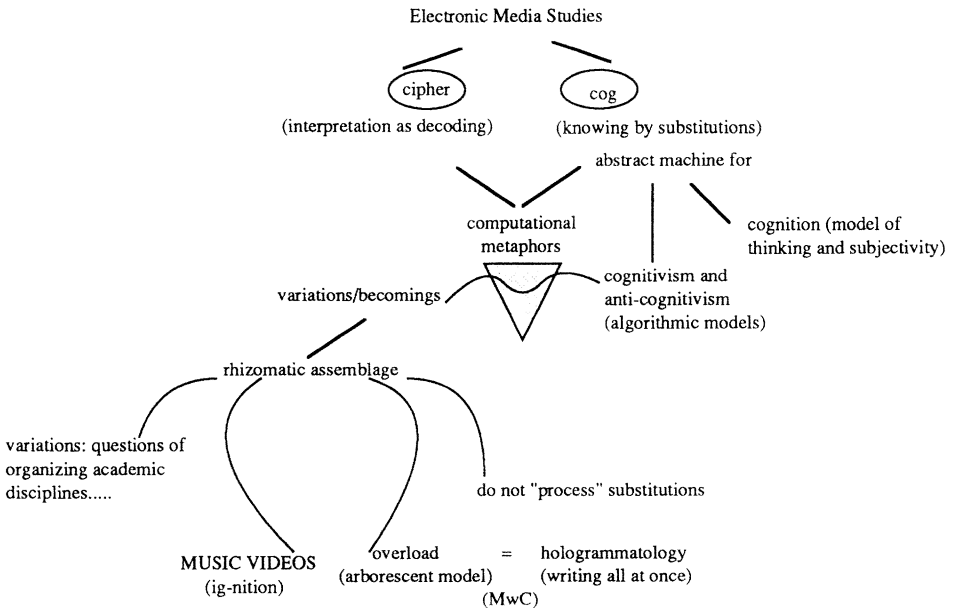 Electronic Media Studies
cipher
cog
(interpretation as decoding)
(knowing by substitutions)
abstract machine for
computational
metaphors
cognition (model of
thinking and subjectivity)
cognitivism and
anti-cognitivism
(algorithmic models)
variations/becomings
rhizomatic assemblage
variations: questions of
organizing academic
disciplines.....
do not "process" substitutions
MUSIC VIDEOS
(ig-nition)
overload
(arborescent model)
=
hologrammatology
(writing all at once)
(MwC)